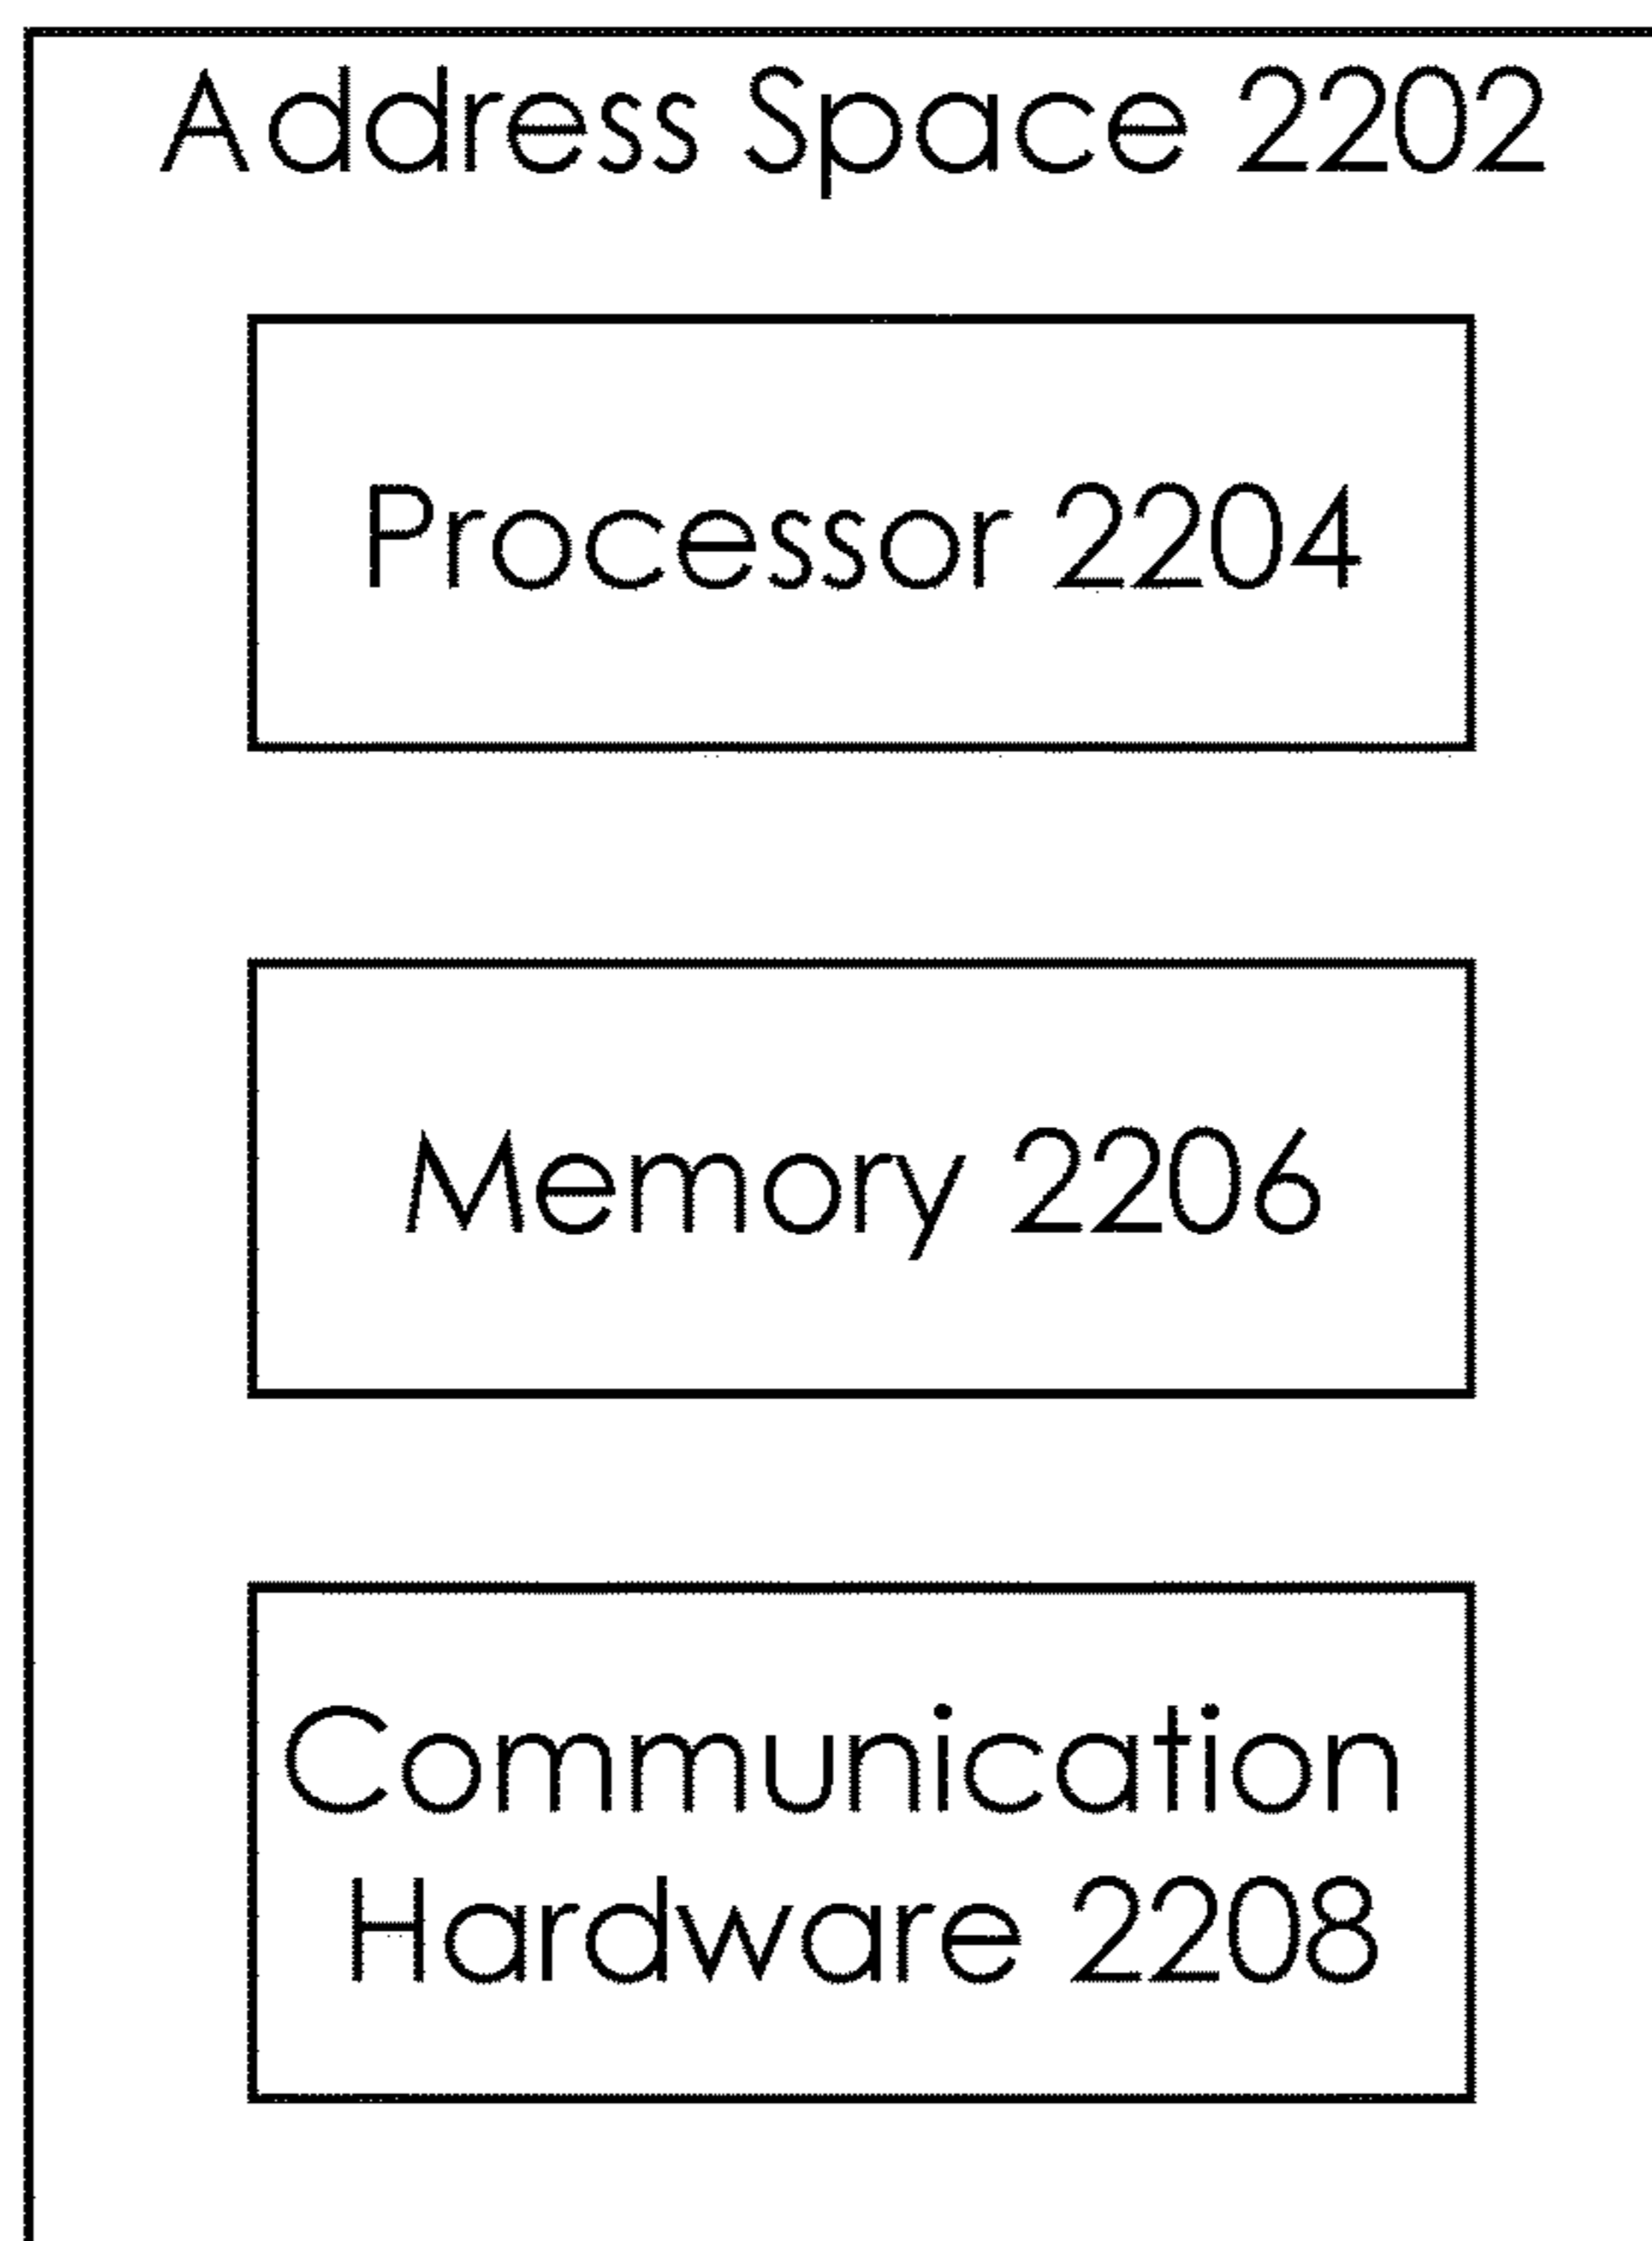 Address Space 2202
Processor 2204
Memory 2206
Communication
Hardware 2208